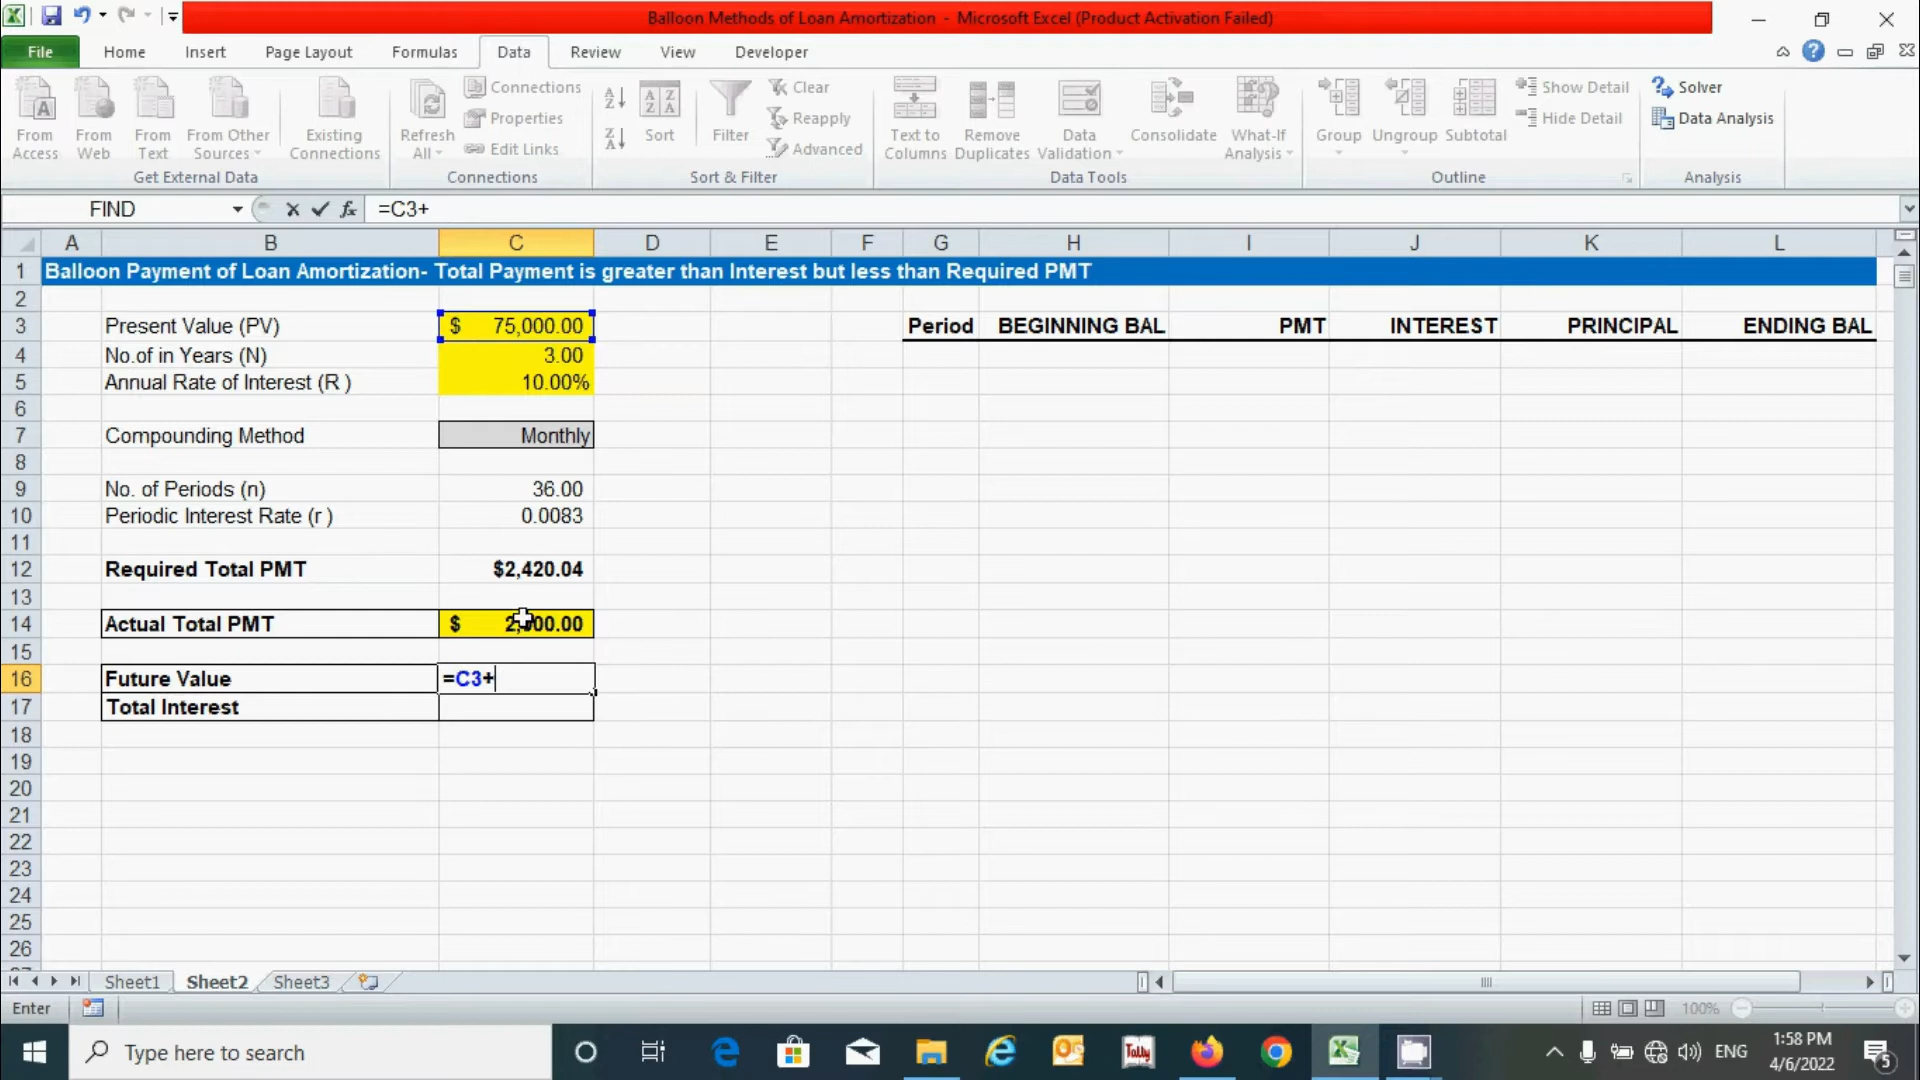 Balloon Methods of Loan Amortization - Microsoft Excel (Product Activation Failed)
File Home Insert Page Layout Formulas Data Review View Developer
From Access
From Web
From Text
From Other Sources
Existing Connections
Get External Data
Refresh All
Connections
Properties
Edit Links
Connections
Sort
Filter
Clear
Reapply
Advanced
Sort & Filter
Text to Columns
Remove Duplicates
Data Validation
Consolidate
What-If Analysis
Data Tools
Group
Ungroup
Subtotal
Show Detail
Hide Detail
Outline
Solver
Data Analysis
Analysis
FIND =C3+
A B C D E F G H I J K L
1 Balloon Payment of Loan Amortization- Total Payment is greater than Interest but less than Required PMT
2
3 Present Value (PV) $ 75,000.00 Period BEGINNING BAL PMT INTEREST PRINCIPAL ENDING BAL
4 No.of in Years (N) 3.00
5 Annual Rate of Interest (R ) 10.00%
6
7 Compounding Method Monthly
8
9 No. of Periods (n) 36.00
10 Periodic Interest Rate (r ) 0.0083
11
12 Required Total PMT $2,420.04
13
14 Actual Total PMT $
15
16 Future Value =C3+
17 Total Interest
18
19
20
21
22
23
24
25
26
Sheet1 Sheet2 Sheet3
Enter 100%
Type here to search
Tally
ENG
1:58 PM
4/6/2022
5